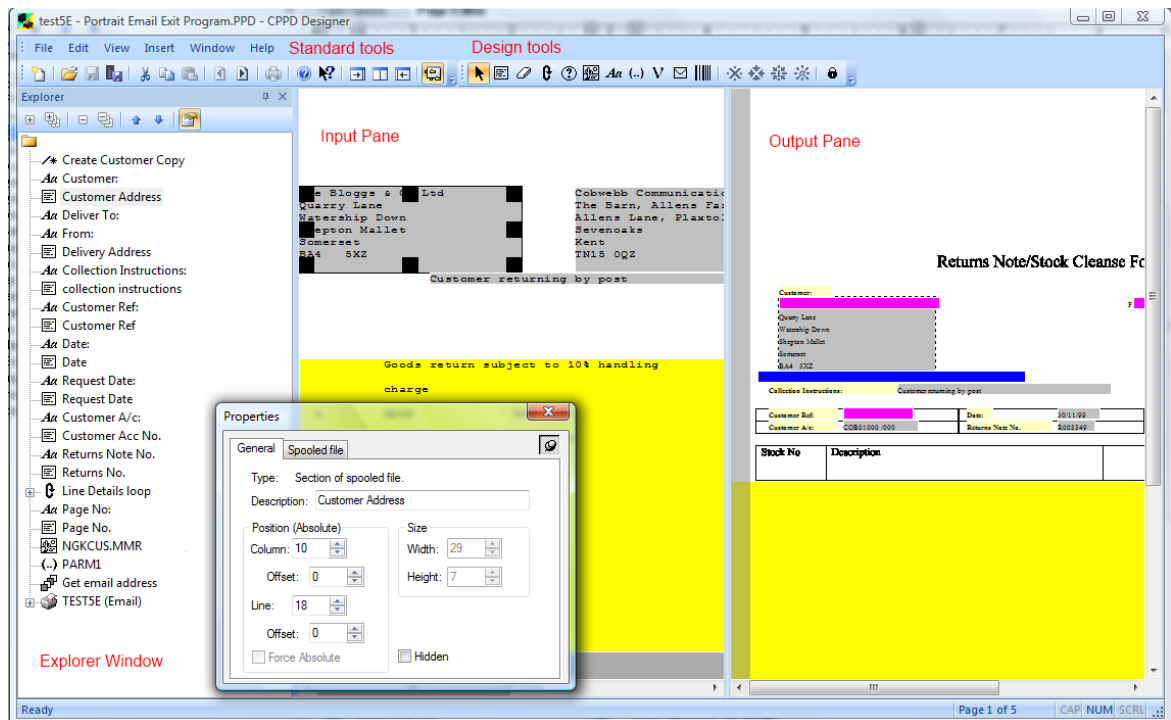 test5E - Portrait Email Exit Program.PPD - CPPD Designer
File Edit View Insert Window Help Standard tools Design tools
Explorer
Create Customer Copy
Customer:
Customer Address
Deliver To:
From:
Delivery Address
Collection Instructions:
collection instructions
Customer Ref:
Customer Ref
Date:
Date
Request Date:
Request Date
Customer A/c:
Customer Acc No.
Returns Note No.
Returns No.
Line Details loop
Page No:
Page No.
NGKCUS.MMR
(..) PARM1
Get email address
TEST5E (Email)
Explorer Window
Input Pane
e Bloggs & Ltd
Quarry Lane
Watership Down
epton Mallet
Somerset
BA4 5XZ
Cobwebb Communicatio
The Barn, Allens Fa
Allens Lane, Plaxto
Sevenoaks
Kent
TN15 0QZ
Customer returning by post
Goods return subject to 10% handling
charge
Output Pane
Returns Note/Stock Cleanse Fo
Customer:
F
Quarry Lane
Watership Down
Shepton Mallet
Somerset
BA4 5XZ
Collection Instructions: Customer returning by post
Customer Ref: Date: 30/11/99
Customer A/c: COB01000 /000 Returns Note No. R003349
Stock No Description
Properties
General Spooled file
Type: Section of spooled file.
Description: Customer Address
Position (Absolute)
Column: 10
Offset: 0
Line: 18
Offset: 0
Force Absolute
Size
Width: 29
Height: 7
Hidden
Ready Page 1 of 5 CAP NUM SCRL